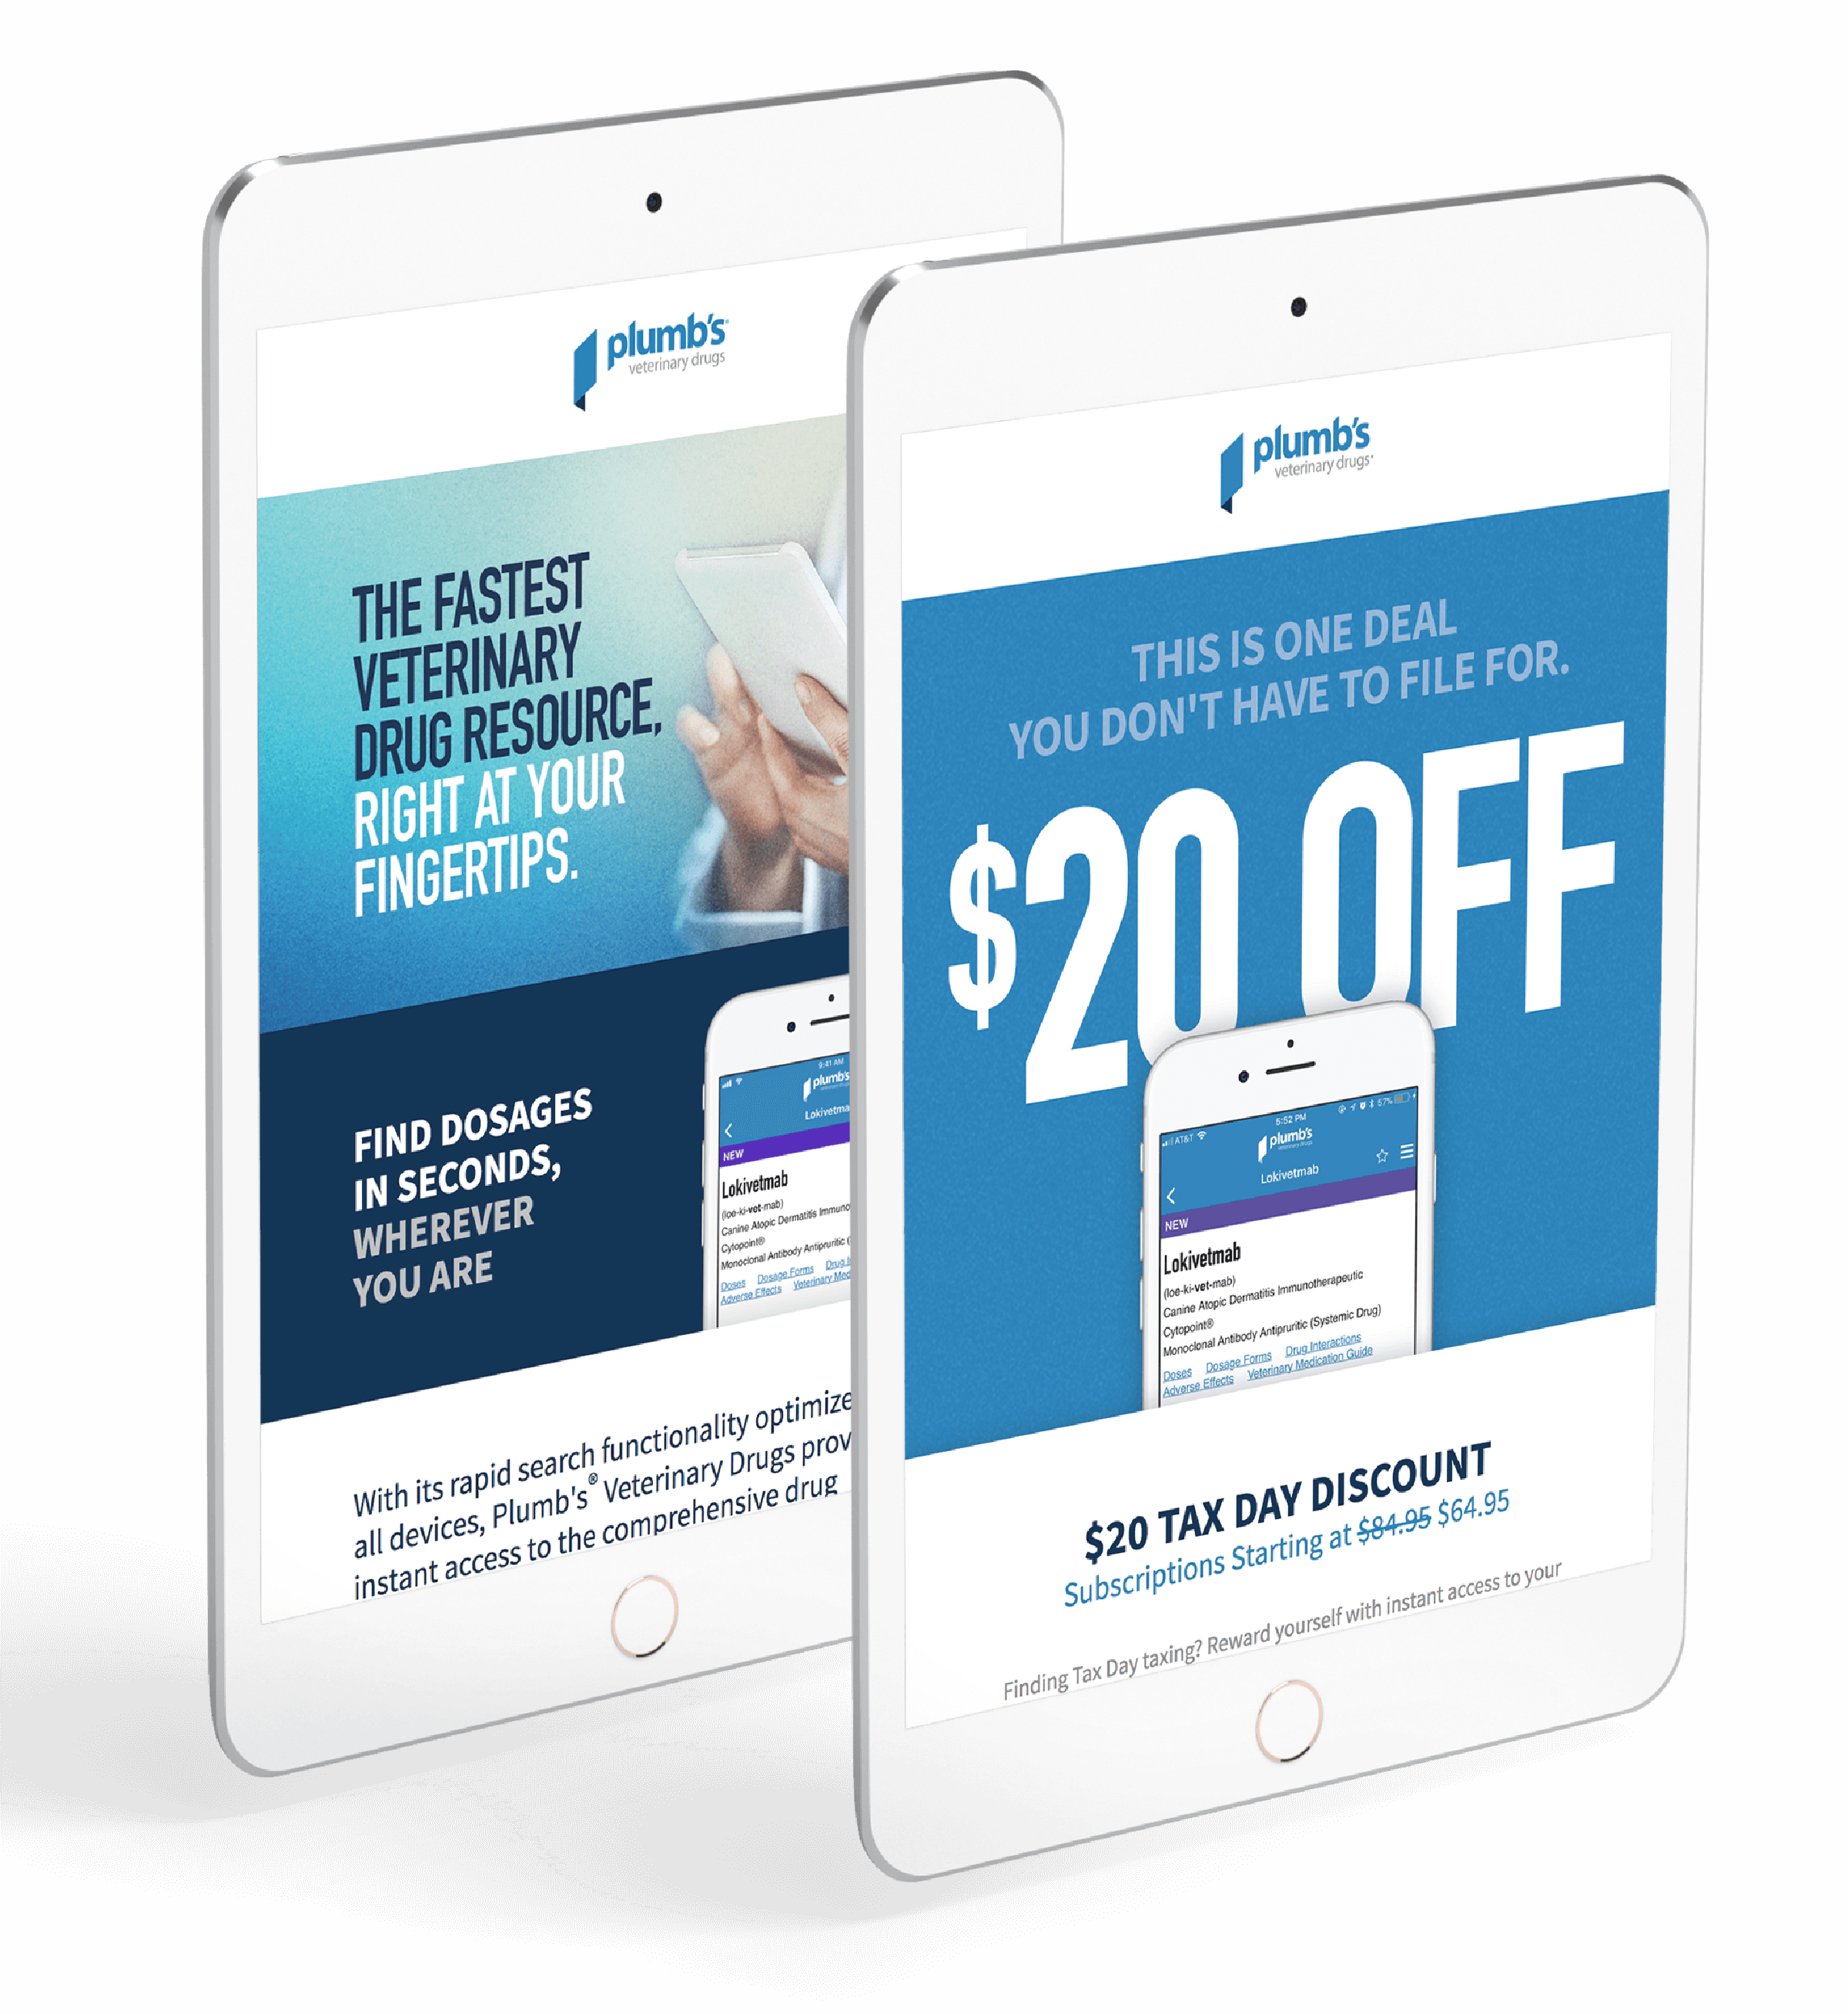 plumb's
veterinary drugs
THE FASTEST
VETERINARY
DRUG RESOURCE,
RIGHT AT YOUR
FINGERTIPS.
FIND DOSAGES
IN SECONDS,
WHEREVER
YOU ARE
9:41 AM
plumb's
Lokivetma
NEW
Lokivetmab
(loe-ki-vet-mab)
Canine Atopic Dermatitis Immuno
Cytopoint®
Monoclonal Antibody Antipruritic (
Doses Dosage Forms Drug I
Adverse Effects Veterinary Med
With its rapid search functionality optimize
all devices, Plumb's® Veterinary Drugs prov
instant access to the comprehensive drug
plumb's
veterinary drugs
THIS IS ONE DEAL
YOU DON'T HAVE TO FILE FOR.
$20 OFF
AT&T 5:52 PM 57%
plumb's
veterinary drugs
Lokivetmab
NEW
Lokivetmab
(loe-ki-vet-mab)
Canine Atopic Dermatitis Immunotherapeutic
Cytopoint®
Monoclonal Antibody Antipruritic (Systemic Drug)
Doses Dosage Forms Drug Interactions
Adverse Effects Veterinary Medication Guide
$20 TAX DAY DISCOUNT
Subscriptions Starting at $84.95 $64.95
Finding Tax Day taxing? Reward yourself with instant access to your